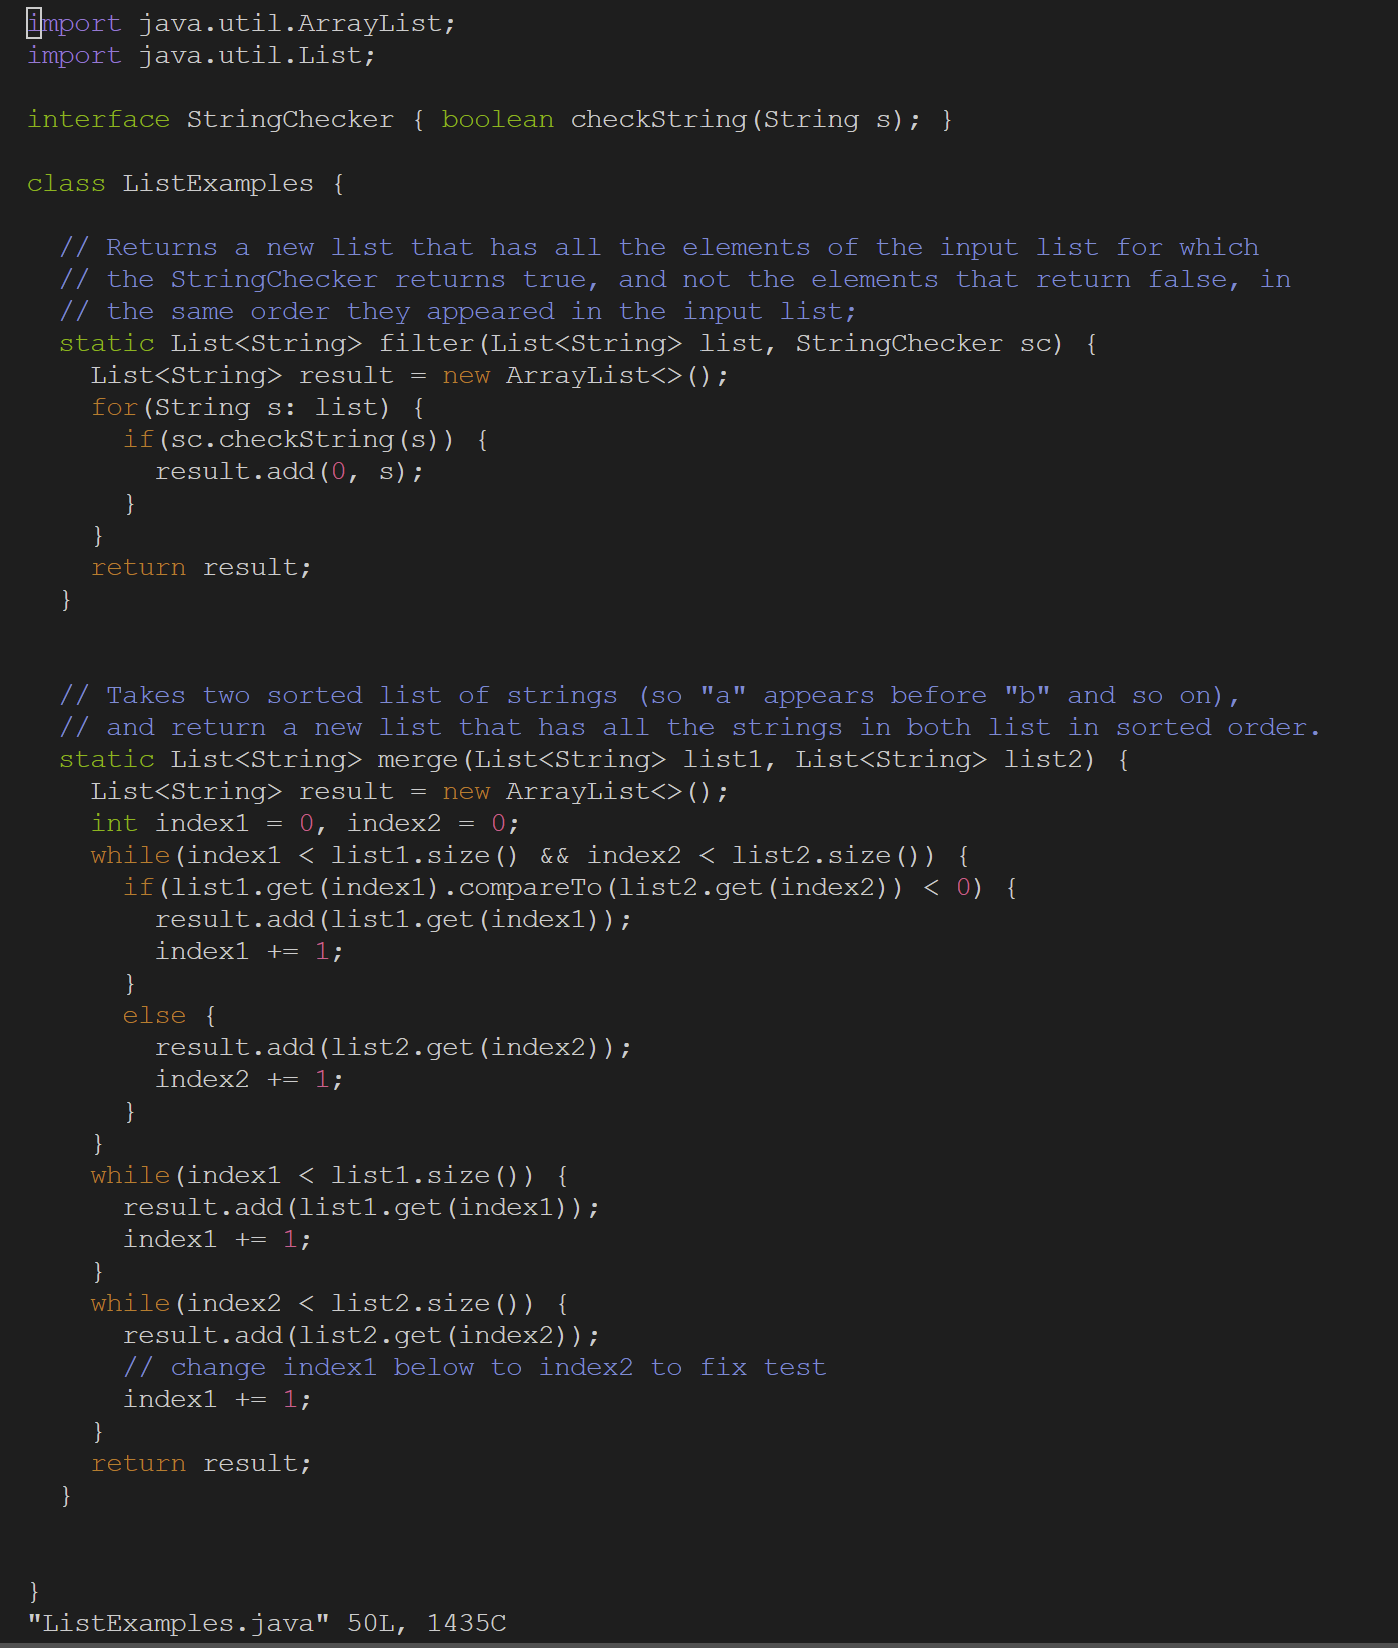 import java.util.ArrayList;
import java.util.List;

interface StringChecker { boolean checkString(String s); }

class ListExamples {

  // Returns a new list that has all the elements of the input list for which
  // the StringChecker returns true, and not the elements that return false, in
  // the same order they appeared in the input list;
  static List<String> filter(List<String> list, StringChecker sc) {
    List<String> result = new ArrayList<>();
    for(String s: list) {
      if(sc.checkString(s)) {
        result.add(0, s);
      }
    }
    return result;
  }


  // Takes two sorted list of strings (so "a" appears before "b" and so on),
  // and return a new list that has all the strings in both list in sorted order.
  static List<String> merge(List<String> list1, List<String> list2) {
    List<String> result = new ArrayList<>();
    int index1 = 0, index2 = 0;
    while(index1 < list1.size() && index2 < list2.size()) {
      if(list1.get(index1).compareTo(list2.get(index2)) < 0) {
        result.add(list1.get(index1));
        index1 += 1;
      }
      else {
        result.add(list2.get(index2));
        index2 += 1;
      }
    }
    while(index1 < list1.size()) {
      result.add(list1.get(index1));
      index1 += 1;
    }
    while(index2 < list2.size()) {
      result.add(list2.get(index2));
      // change index1 below to index2 to fix test
      index1 += 1;
    }
    return result;
  }


}
"ListExamples.java" 50L, 1435C